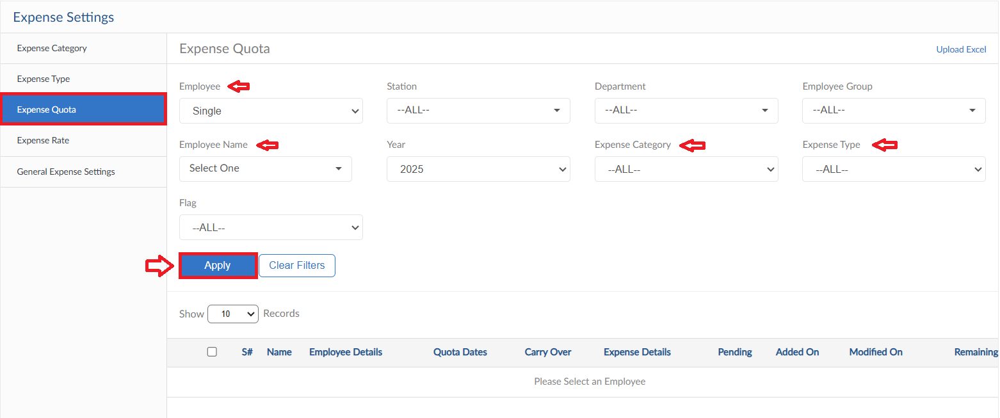 Expense Settings
Expense Category
Expense Type
Expense Quota
Expense Rate
General Expense Settings
Expense Quota
Upload Excel
Employee Station Department Employee Group
Single --ALL-- --ALL-- --ALL--
Employee Name Year Expense Category Expense Type
Select One 2025 --ALL-- --ALL--
Flag
--ALL--
Apply Clear Filters
Show 10 Records
S# Name Employee Details Quota Dates Carry Over Expense Details Pending Added On Modified On Remaining
Please Select an Employee